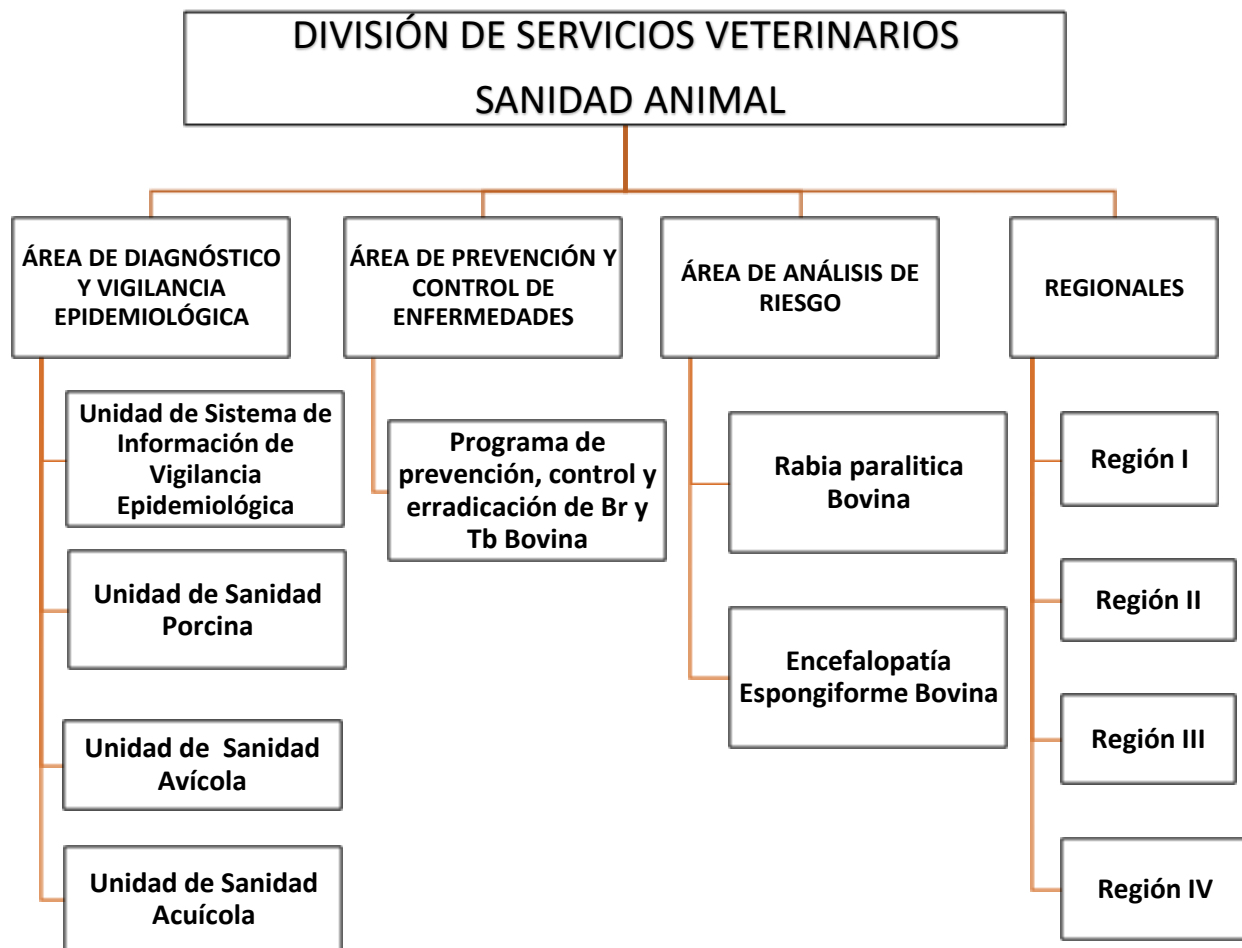 DIVISIÓN DE SERVICIOS VETERINARIOS
SANIDAD ANIMAL
ÁREA DE DIAGNÓSTICO
Y VIGILANCIA
EPIDEMIOLÓGICA
Unidad de Sistema de
Información de
Vigilancia
Epidemiológica
Unidad de Sanidad
Porcina
Unidad de Sanidad
Avícola
Unidad de Sanidad
Acuícola
ÁREA DE PREVENCIÓN Y
CONTROL DE
ENFERMEDADES
Programa de
prevención, control y
erradicación de Br y
Tb Bovina
ÁREA DE ANÁLISIS DE
RIESGO
Rabia paralitica
Bovina
Encefalopatía
Espongiforme Bovina
REGIONALES
Región I
Región II
Región III
Región IV